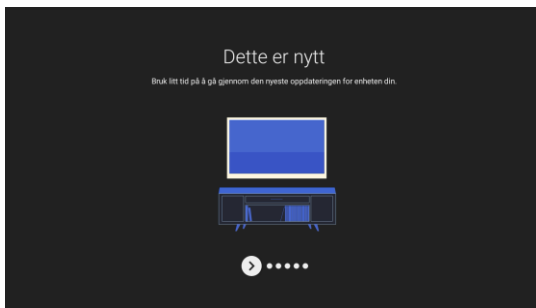 Dette er nytt
Bruk litt tid på å gå gjennom den nyeste oppdateringen for enheten din.